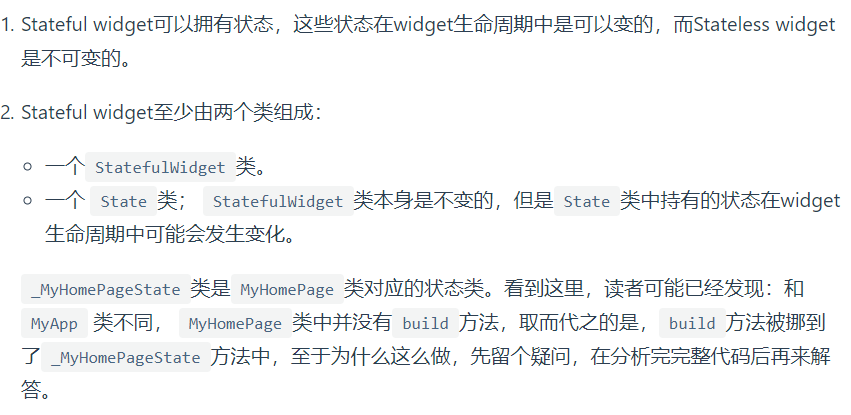 1. Stateful widget可以拥有状态，这些状态在widget生命周期中是可以变的，而Stateless widget
是不可变的。
2. Stateful widget至少由两个类组成：
一个 StatefulWidget 类。
一个 State 类； StatefulWidget 类本身是不变的，但是 State 类中持有的状态在widget
生命周期中可能会发生变化。
_MyHomePageState 类是 MyHomePage 类对应的状态类。看到这里，读者可能已经发现：和
MyApp 类不同， MyHomePage 类中并没有 build 方法，取而代之的是， build 方法被挪到
了 _MyHomePageState 方法中，至于为什么这么做，先留个疑问，在分析完完整代码后再来解
答。